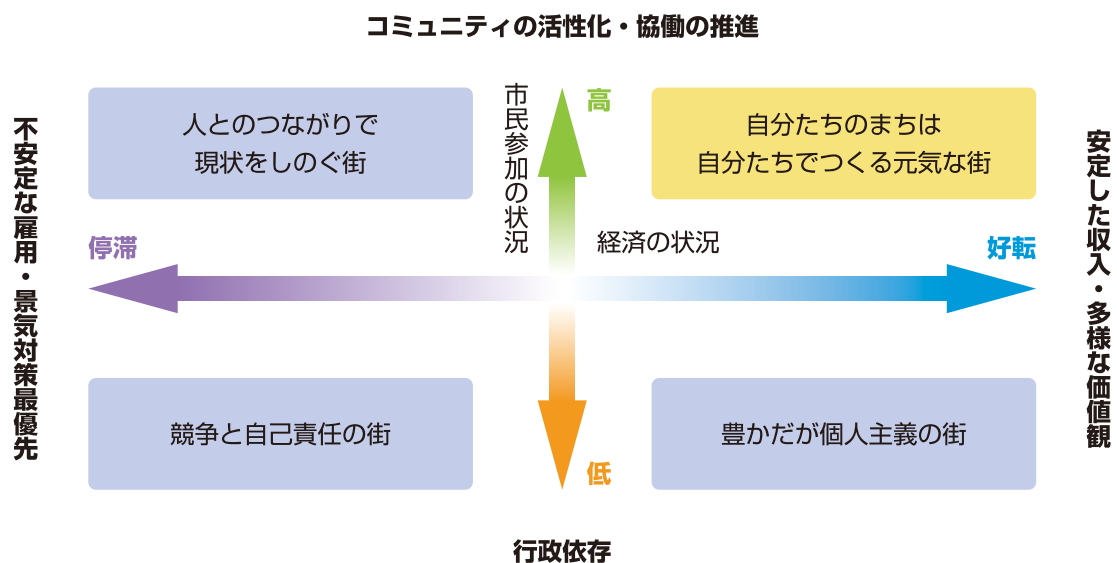 コミュニティの活性化・協働の推進
不安定な雇用・景気対策最優先
人とのつながりで
現状をしのぐ街
市民参加の状況
高
自分たちのまちは
自分たちでつくる元気な街
安定した収入・多様な価値観
停滞
経済の状況
好転
競争と自己責任の街
低
豊かだが個人主義の街
行政依存